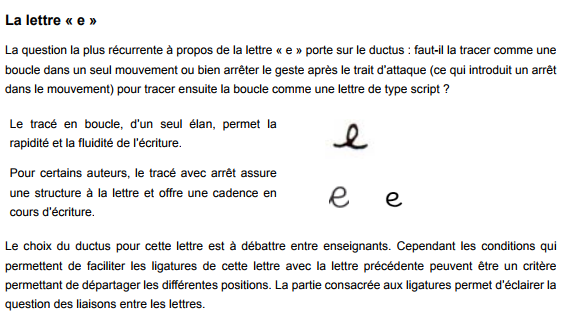 La lettre « e »
La question la plus récurrente à propos de la lettre « e » porte sur le ductus : faut-il la tracer comme une
boucle dans un seul mouvement ou bien arrêter le geste après le trait d'attaque (ce qui introduit un arrêt
dans le mouvement) pour tracer ensuite la boucle comme une lettre de type script ?
Le tracé en boucle, d'un seul élan, permet la
rapidité et la fluidité de l'écriture.
e
Pour certains auteurs, le tracé avec arrêt assure
une structure à la lettre et offre une cadence en
cours d'écriture.
e e
Le choix du ductus pour cette lettre est à débattre entre enseignants. Cependant les conditions qui
permettent de faciliter les ligatures de cette lettre avec la lettre précédente peuvent être un critère
permettant de départager les différentes positions. La partie consacrée aux ligatures permet d'éclairer la
question des liaisons entre les lettres.